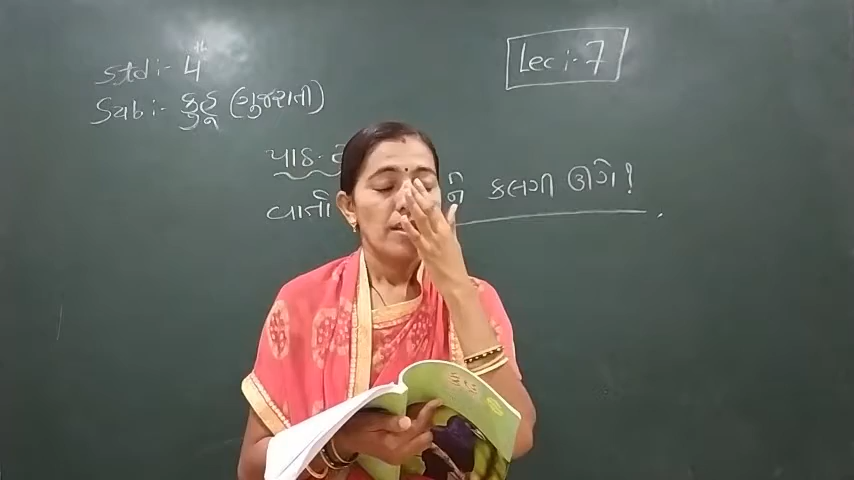 Std :- 4th
Sub :- કુહૂ (ગુજરાતી)
Lec :- 7
પાઠ-
વાર્તા ને કલગી ઊગે!
કુહૂ